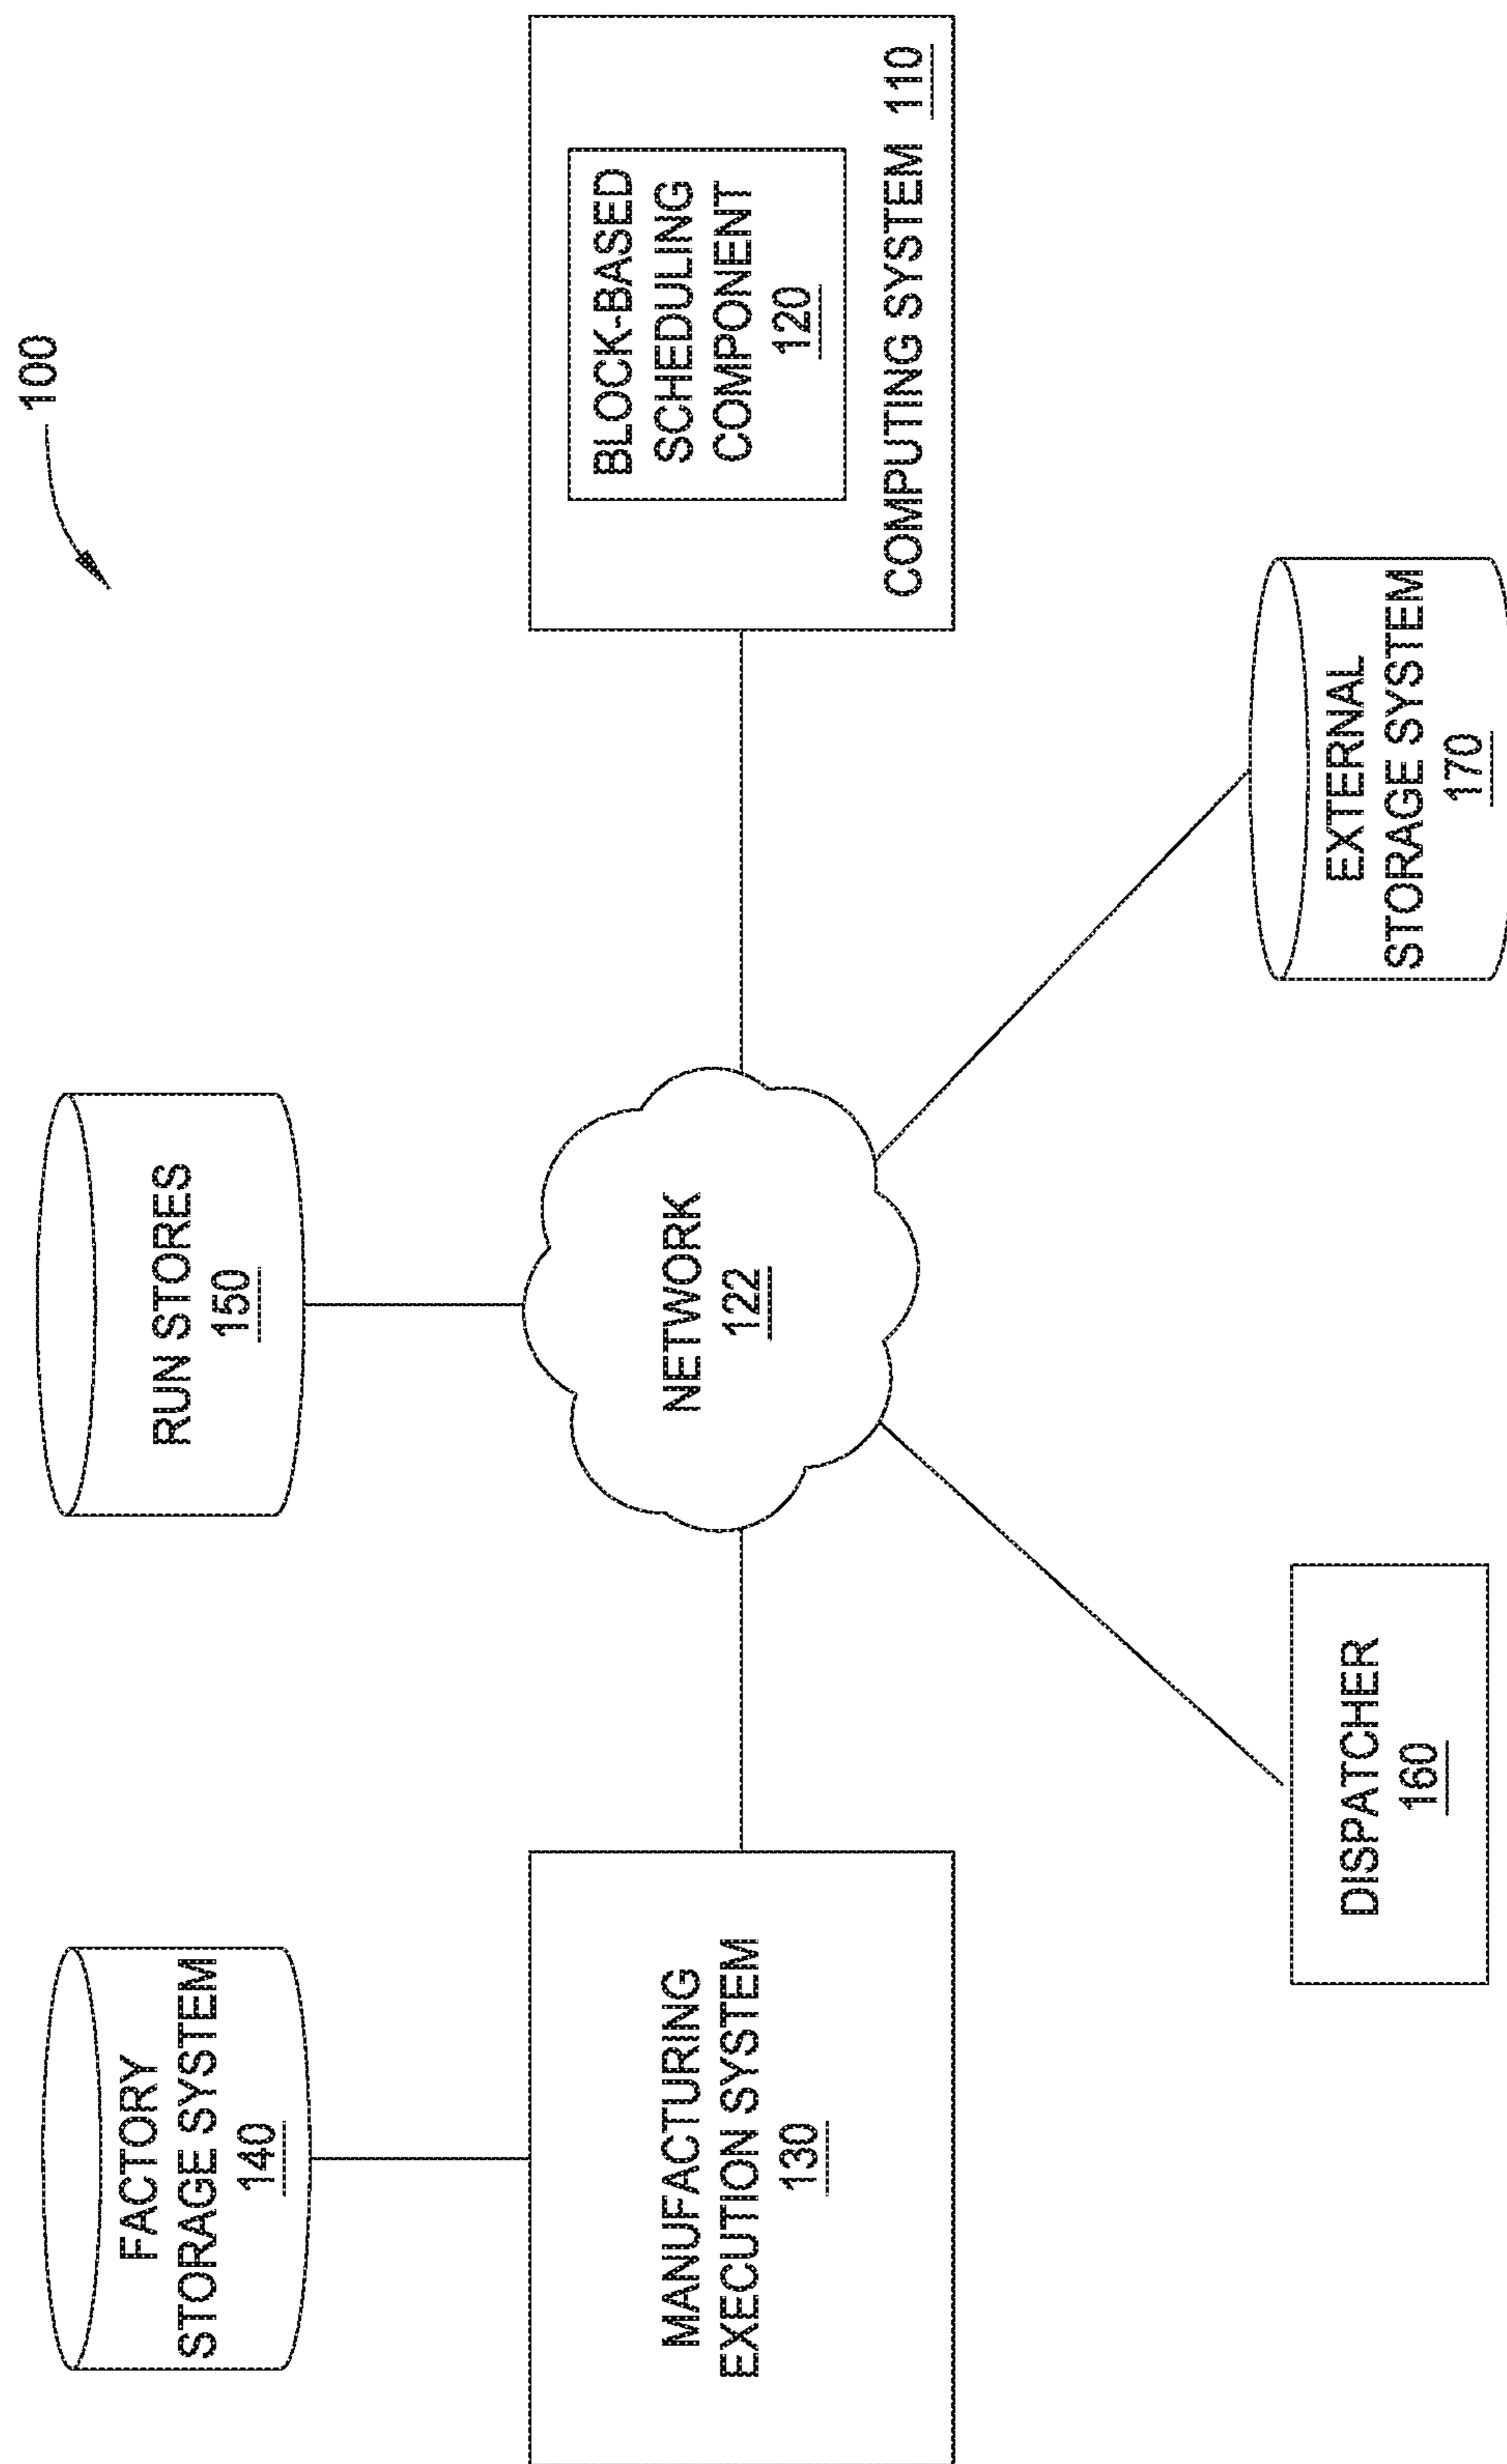 100
FACTORY
STORAGE SYSTEM
140
RUN STORES
150
MANUFACTURING
EXECUTION SYSTEM
130
NETWORK
122
BLOCK-BASED
SCHEDULING
COMPONENT
120
COMPUTING SYSTEM 110
DISPATCHER
160
EXTERNAL
STORAGE SYSTEM
170